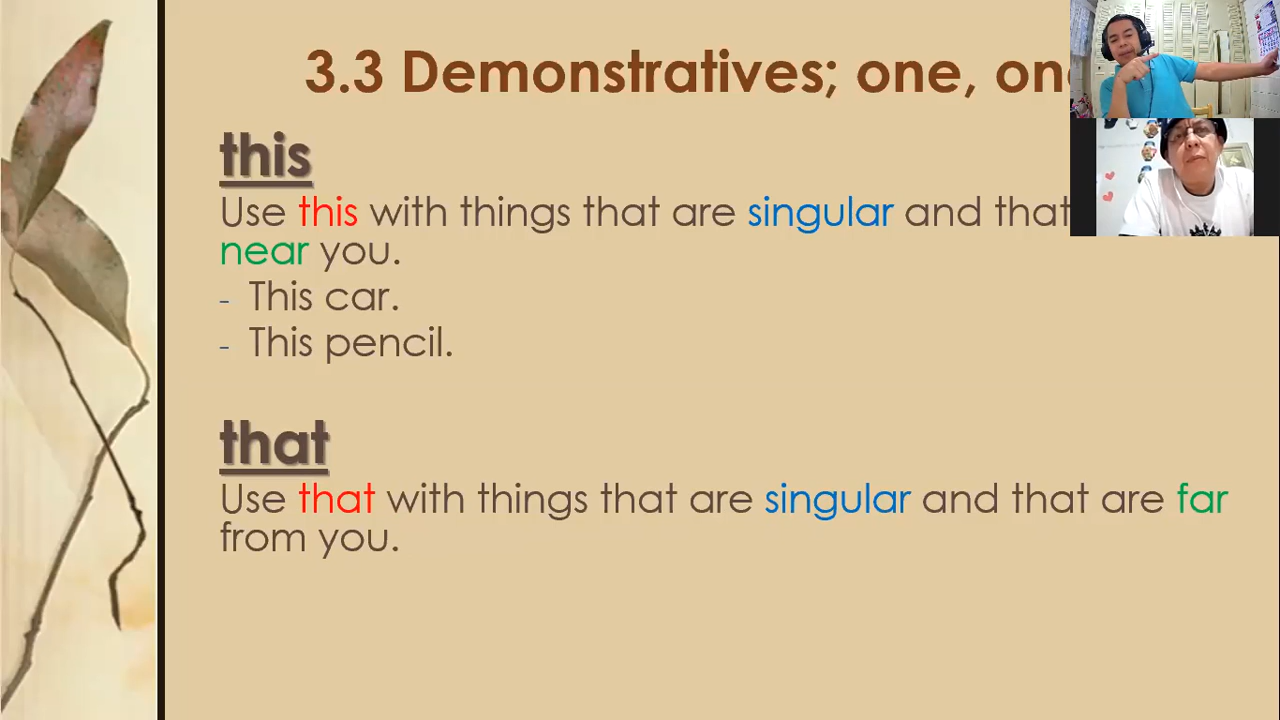 3.3 Demonstratives; one, on
this
Use this with things that are singular and that
near you.
- This car.
- This pencil.
that
Use that with things that are singular and that are far
from you.